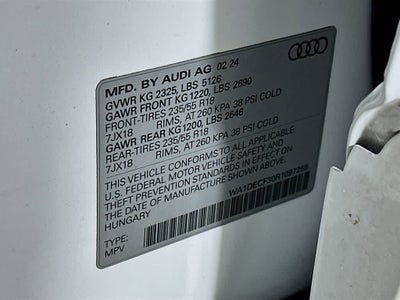 MFD. BY AUDI AG 02 24
GVWR KG 2325, LBS 5126
GAWR FRONT KG 1220, LBS 2690
FRONT-TIRES 235/55 R18
7JX18 RIMS, AT 260 KPA 38 PSI COLD
GAWR REAR KG1200, LBS 2646
REAR-TIRES 235/55 R18
7JX18 RIMS, AT 260 KPA 38 PSI COLD
THIS VEHICLE CONFORMS TO ALL APPLICABLE
U.S. FEDERAL MOTOR VEHICLE SAFETY AND
THEFT PREVENTION STANDARDS IN EFFECT ON
THE DATE OF MANUFACTURE SHOWN ABOVE.
HUNGARY
WA1DECF30R1097255
TYPE:
MPV